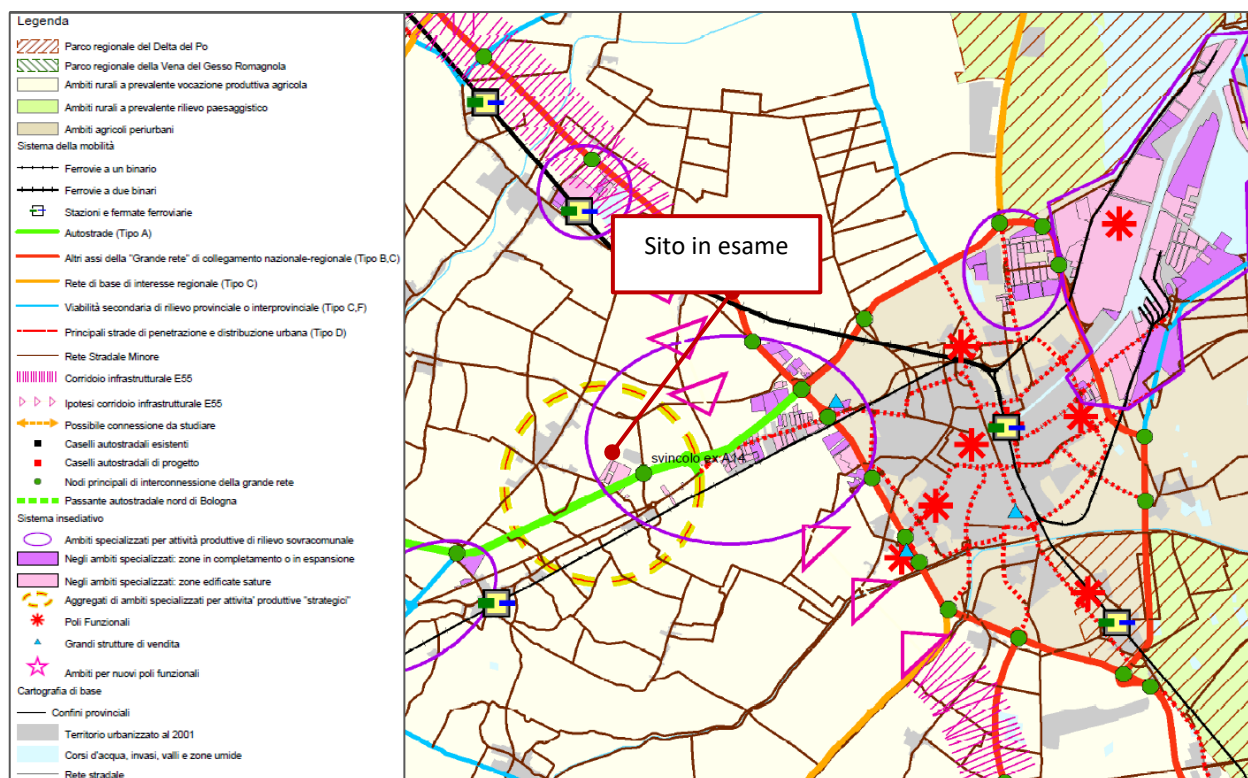 Legenda
Parco regionale del Delta del Po
Parco regionale della Vena del Gesso Romagnola
Ambiti rurali a prevalente vocazione produttiva agricola
Ambiti rurali a prevalente rilievo paesaggistico
Ambiti agricoli periurbani
Sistema della mobilità
Ferrovie a un binario
Ferrovie a due binari
Stazioni e fermate ferroviarie
Autostrade (Tipo A)
Altri assi della "Grande rete" di collegamento nazionale-regionale (Tipo B,C)
Rete di base di interesse regionale (Tipo C)
Viabilità secondaria di rilievo provinciale o interprovinciale (Tipo C,F)
Principali strade di penetrazione e distribuzione urbana (Tipo D)
Rete Stradale Minore
Corridoio infrastrutturale E55
Ipotesi corridoio infrastrutturale E55
Possibile connessione da studiare
Caselli autostradali esistenti
Caselli autostradali di progetto
Nodi principali di interconnessione della grande rete
Passante autostradale nord di Bologna
Sistema insediativo
Ambiti specializzati per attività produttive di rilievo sovracomunale
Negli ambiti specializzati: zone in completamento o in espansione
Negli ambiti specializzati: zone edificate sature
Aggregati di ambiti specializzati per attivita' produttive "strategici"
Poli Funzionali
Grandi strutture di vendita
Ambiti per nuovi poli funzionali
Cartografia di base
Confini provinciali
Territorio urbanizzato al 2001
Corsi d'acqua, invasi, valli e zone umide
Rete stradale
Sito in esame
svincolo ex A14